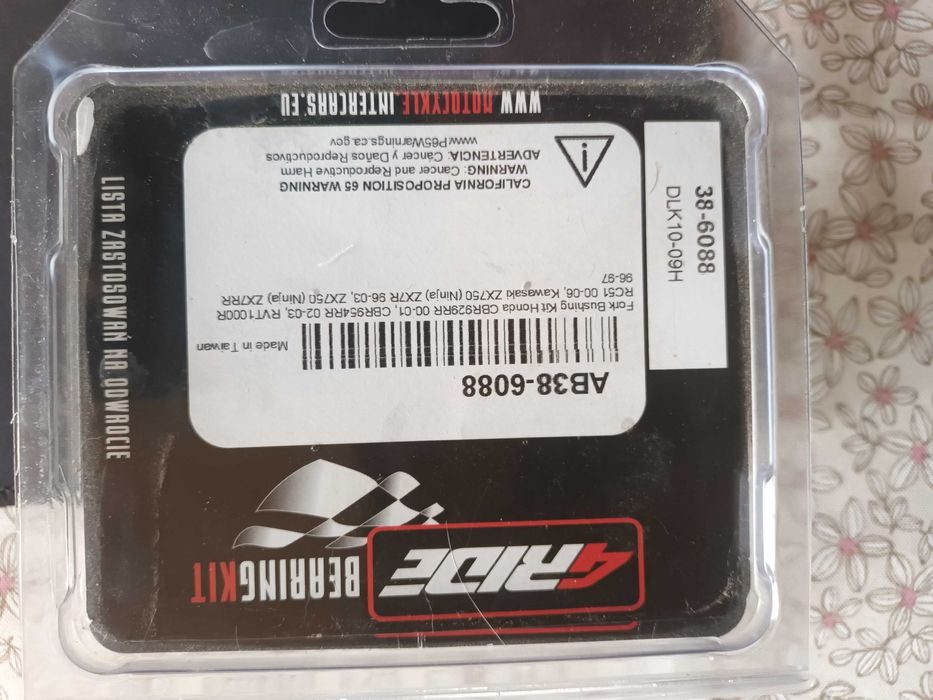 4RIDE
BEARINGKIT
AB38-6088
Made in Taiwan
Fork Bushing Kit Honda CBR929RR 00-01, CBR954RR 02-03, RVT1000R
RC51 00-06, Kawasaki ZX750 (Ninja) ZX7R 96-03, ZX750 (Ninja) ZX7RR
96-97
CALIFORNIA PROPOSITION 65 WARNING
WARNING: Cancer and Reproductive Harm
ADVERTENCIA: Cáncer y Daños Reproductivos
www.P65Warnings.ca.gov
WWW.MOTOCYKLE.INTERCARS.EU
38-6088
DLK10-09H
LISTA ZASTOSOWAŃ NA ODWROCIE